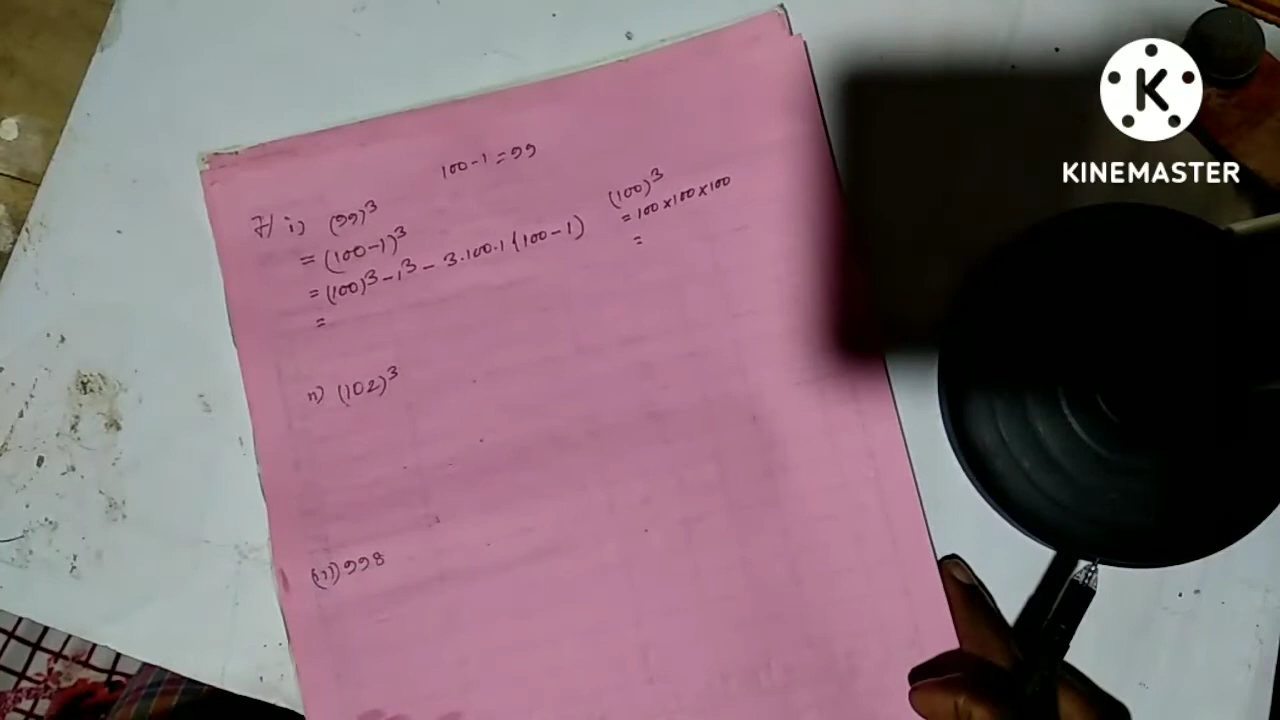 100-1=99
7/ i) (99)³
= (100-1)³
= (100)³-1³- 3.100.1(100-1)
=
(100)³
= 100×100×100
=
ii) (102)³
(iii) 998
K
KINEMASTER